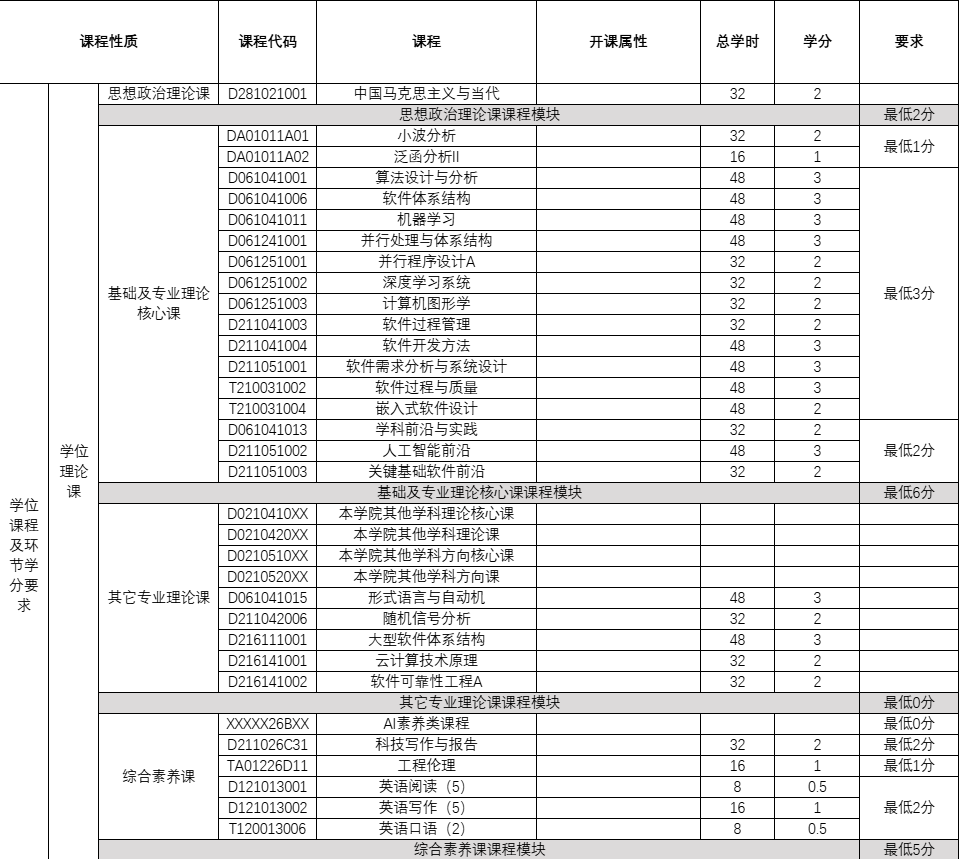 课程性质 课程代码 课程 开课属性 总学时 学分 要求
学位课程及环节学分要求
学位理论课
思想政治理论课 D281021001 中国马克思主义与当代 32 2
思想政治理论课课程模块 最低2分
基础及专业理论核心课
DA01011A01 小波分析 32 2 最低1分
DA01011A02 泛函分析II 16 1
D061041001 算法设计与分析 48 3 最低3分
D061041006 软件体系结构 48 3
D061041011 机器学习 48 3
D061241001 并行处理与体系结构 48 3
D061251001 并行程序设计A 32 2
D061251002 深度学习系统 32 2
D061251003 计算机图形学 32 2
D211041003 软件过程管理 32 2
D211041004 软件开发方法 48 3
D211051001 软件需求分析与系统设计 48 3
T210031002 软件过程与质量 48 3
T210031004 嵌入式软件设计 48 2
D061041013 学科前沿与实践 32 2 最低2分
D211051002 人工智能前沿 48 3
D211051003 关键基础软件前沿 32 2
基础及专业理论核心课课程模块 最低6分
其它专业理论课
D0210410XX 本学院其他学科理论核心课
D0210420XX 本学院其他学科理论课
D0210510XX 本学院其他学科方向核心课
D0210520XX 本学院其他学科方向课
D061041015 形式语言与自动机 48 3
D211042006 随机信号分析 32 2
D216111001 大型软件体系结构 48 3
D216141001 云计算技术原理 32 2
D216141002 软件可靠性工程A 32 2
其它专业理论课课程模块 最低0分
综合素养课
XXXXX26BXX AI素养类课程 最低0分
D211026C31 科技写作与报告 32 2 最低2分
TA01226D11 工程伦理 16 1 最低1分
D121013001 英语阅读（5） 8 0.5 最低2分
D121013002 英语写作（5） 16 1
T120013006 英语口语（2） 8 0.5
综合素养课课程模块 最低5分